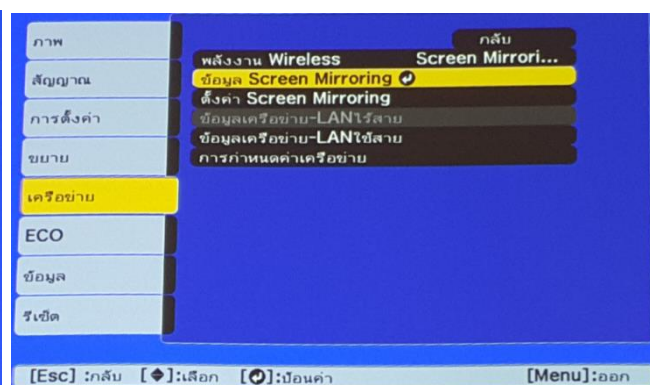 ภาพ
สัญญาณ
การตั้งค่า
ขยาย
เครือข่าย
ECO
ข้อมูล
รีเซ็ต
กลับ
พลังงาน Wireless Screen Mirrori...
ข้อมูล Screen Mirroring
ตั้งค่า Screen Mirroring
ข้อมูลเครือข่าย-LANไร้สาย
ข้อมูลเครือข่าย-LANใช้สาย
การกำหนดค่าเครือข่าย
[Esc] :กลับ [◆]:เลือก [↵]:ป้อนค่า [Menu]:ออก